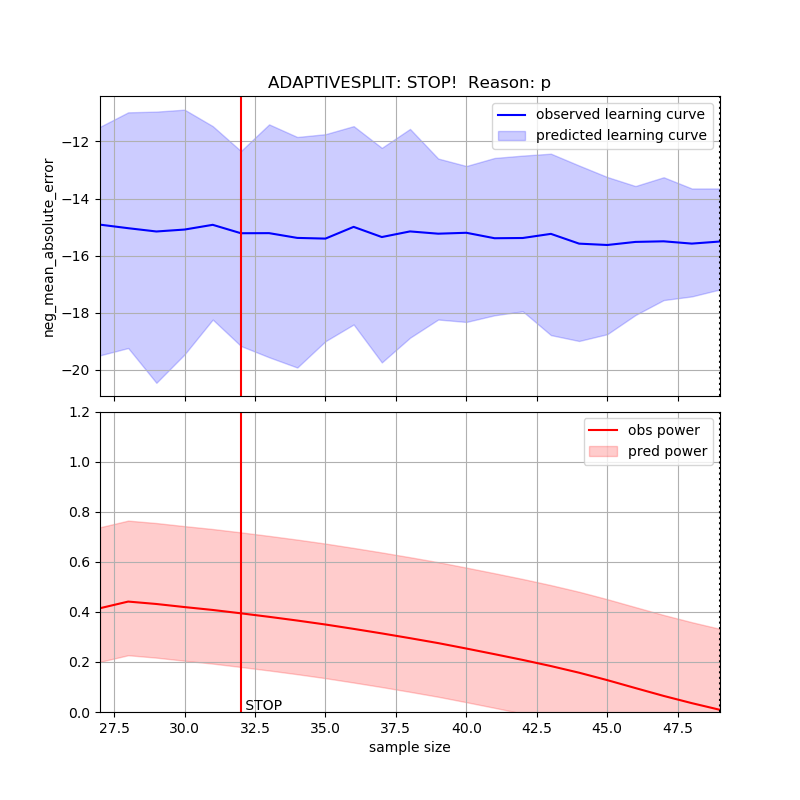 ADAPTIVESPLIT: STOP!  Reason: p
observed learning curve
predicted learning curve
neg_mean_absolute_error
−12
−14
−16
−18
−20
obs power
pred power
1.2
1.0
0.8
0.6
0.4
0.2
0.0
STOP
27.5 30.0 32.5 35.0 37.5 40.0 42.5 45.0 47.5
sample size